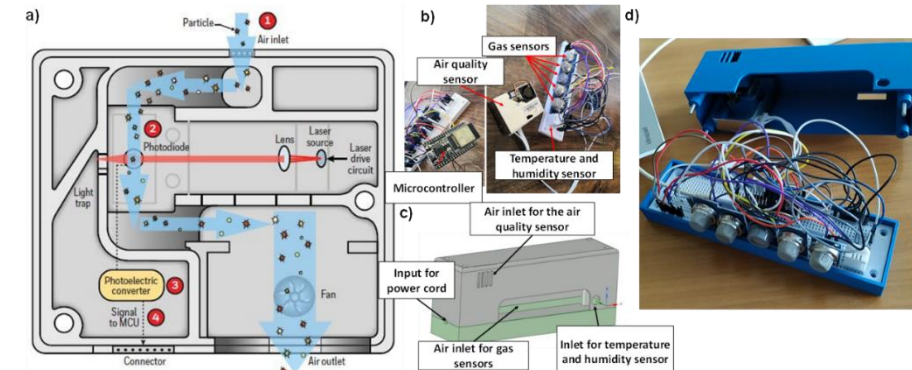 a)
Particle
1
Air inlet
2
Photodiode
Lens
Laser
source
Laser
drive
circuit
Light
trap
Photoelectric
converter
3
Signal
to MCU
4
Fan
Connector
Air outlet
b)
Gas sensors
Air quality
sensor
Temperature and
humidity sensor
Microcontroller
c)
Air inlet for the air
quality sensor
Input for
power cord
Air inlet for gas
sensors
Inlet for temperature
and humidity sensor
d)